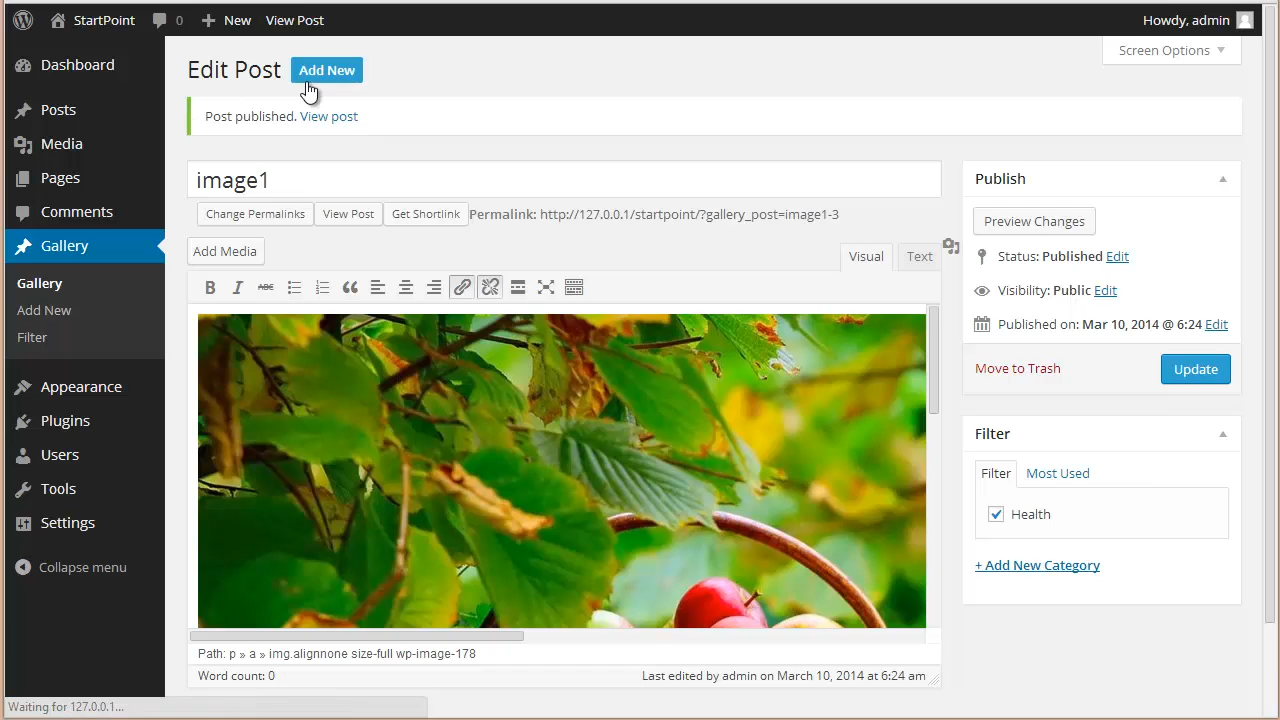 StartPoint 0 New View Post Howdy, admin
Screen Options
Dashboard
Posts
Media
Pages
Comments
Gallery
Gallery
Add New
Filter
Appearance
Plugins
Users
Tools
Settings
Collapse menu
Edit Post Add New
Post published. View post
image1
Change Permalinks View Post Get Shortlink Permalink: http://127.0.0.1/startpoint/?gallery_post=image1-3
Add Media
Visual Text
B I ABC
Path: p » a » img.alignnone size-full wp-image-178
Word count: 0 Last edited by admin on March 10, 2014 at 6:24 am
Publish
Preview Changes
Status: Published Edit
Visibility: Public Edit
Published on: Mar 10, 2014 @ 6:24 Edit
Move to Trash Update
Filter
Filter Most Used
Health
+ Add New Category
Waiting for 127.0.0.1...